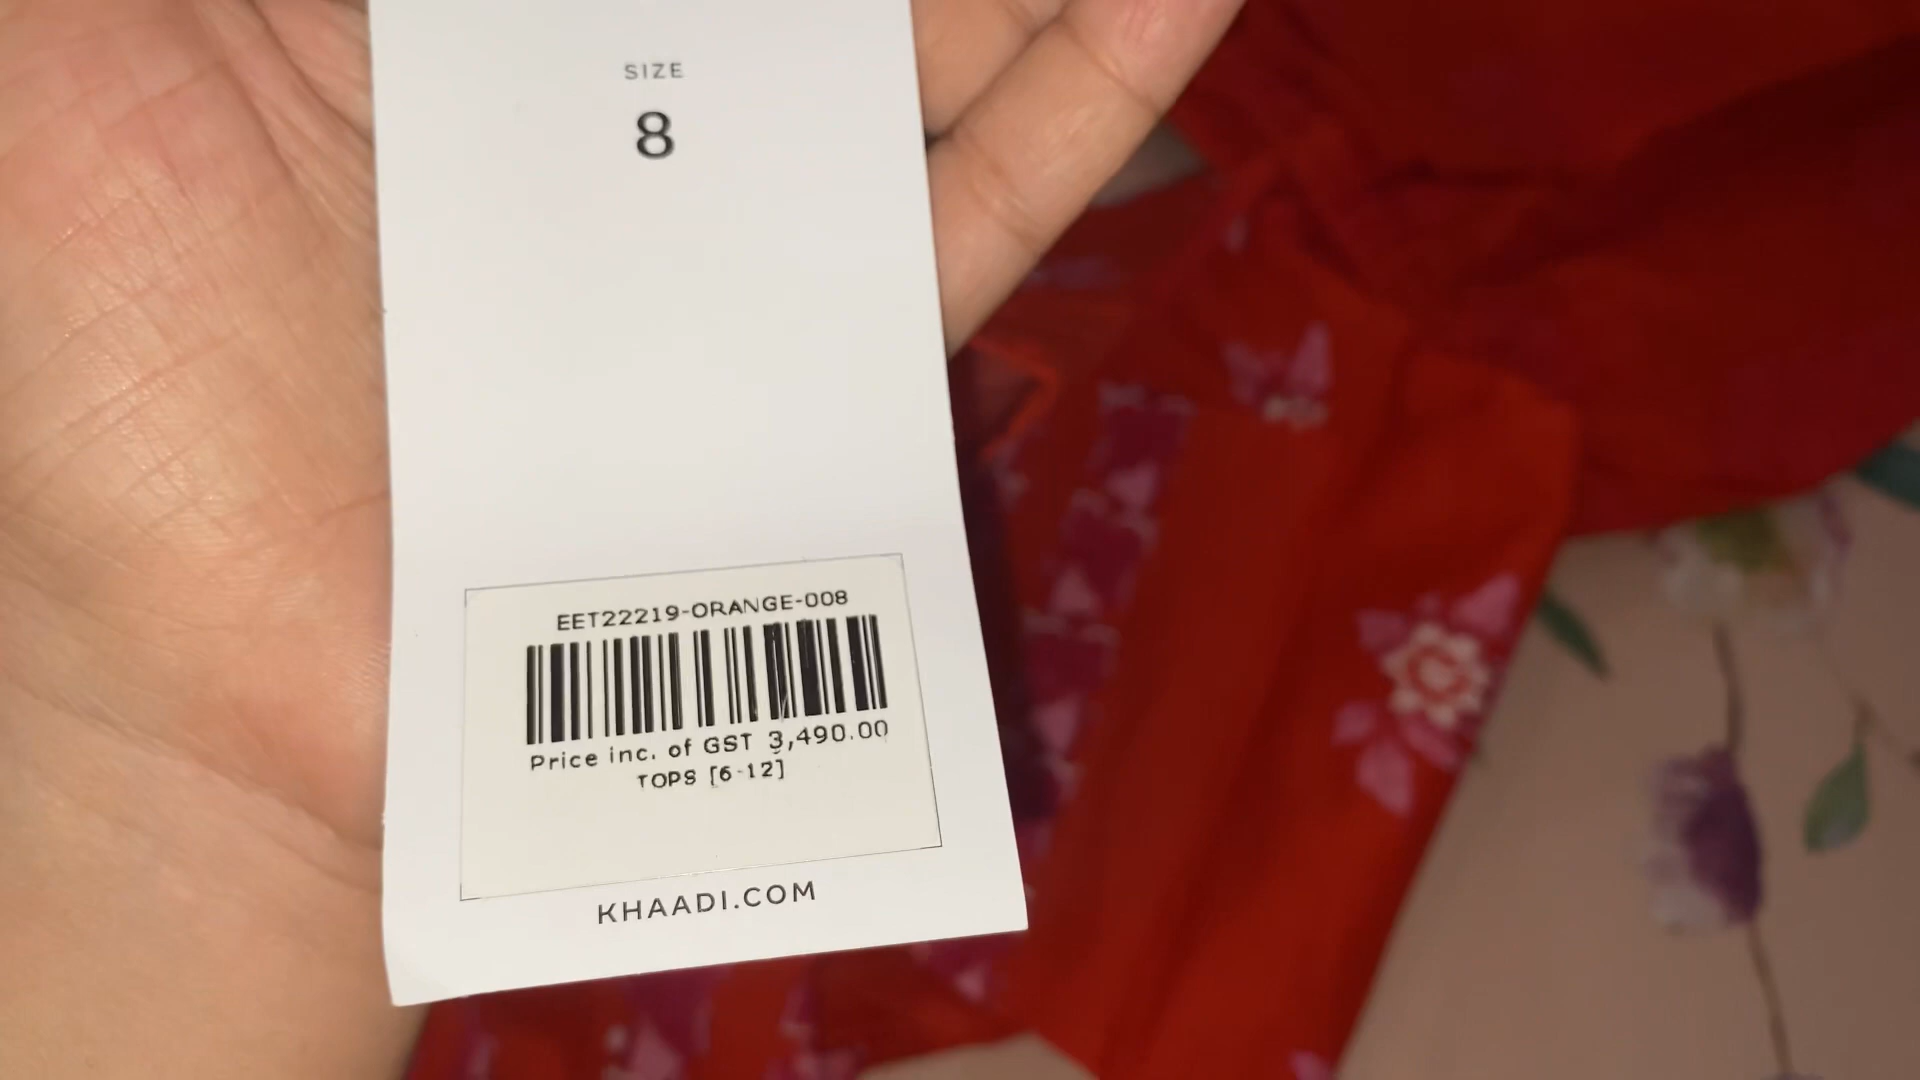 SIZE
8
EET22219-ORANGE-008
Price inc. of GST 3,490.00
TOPS [6-12]
KHAADI.COM